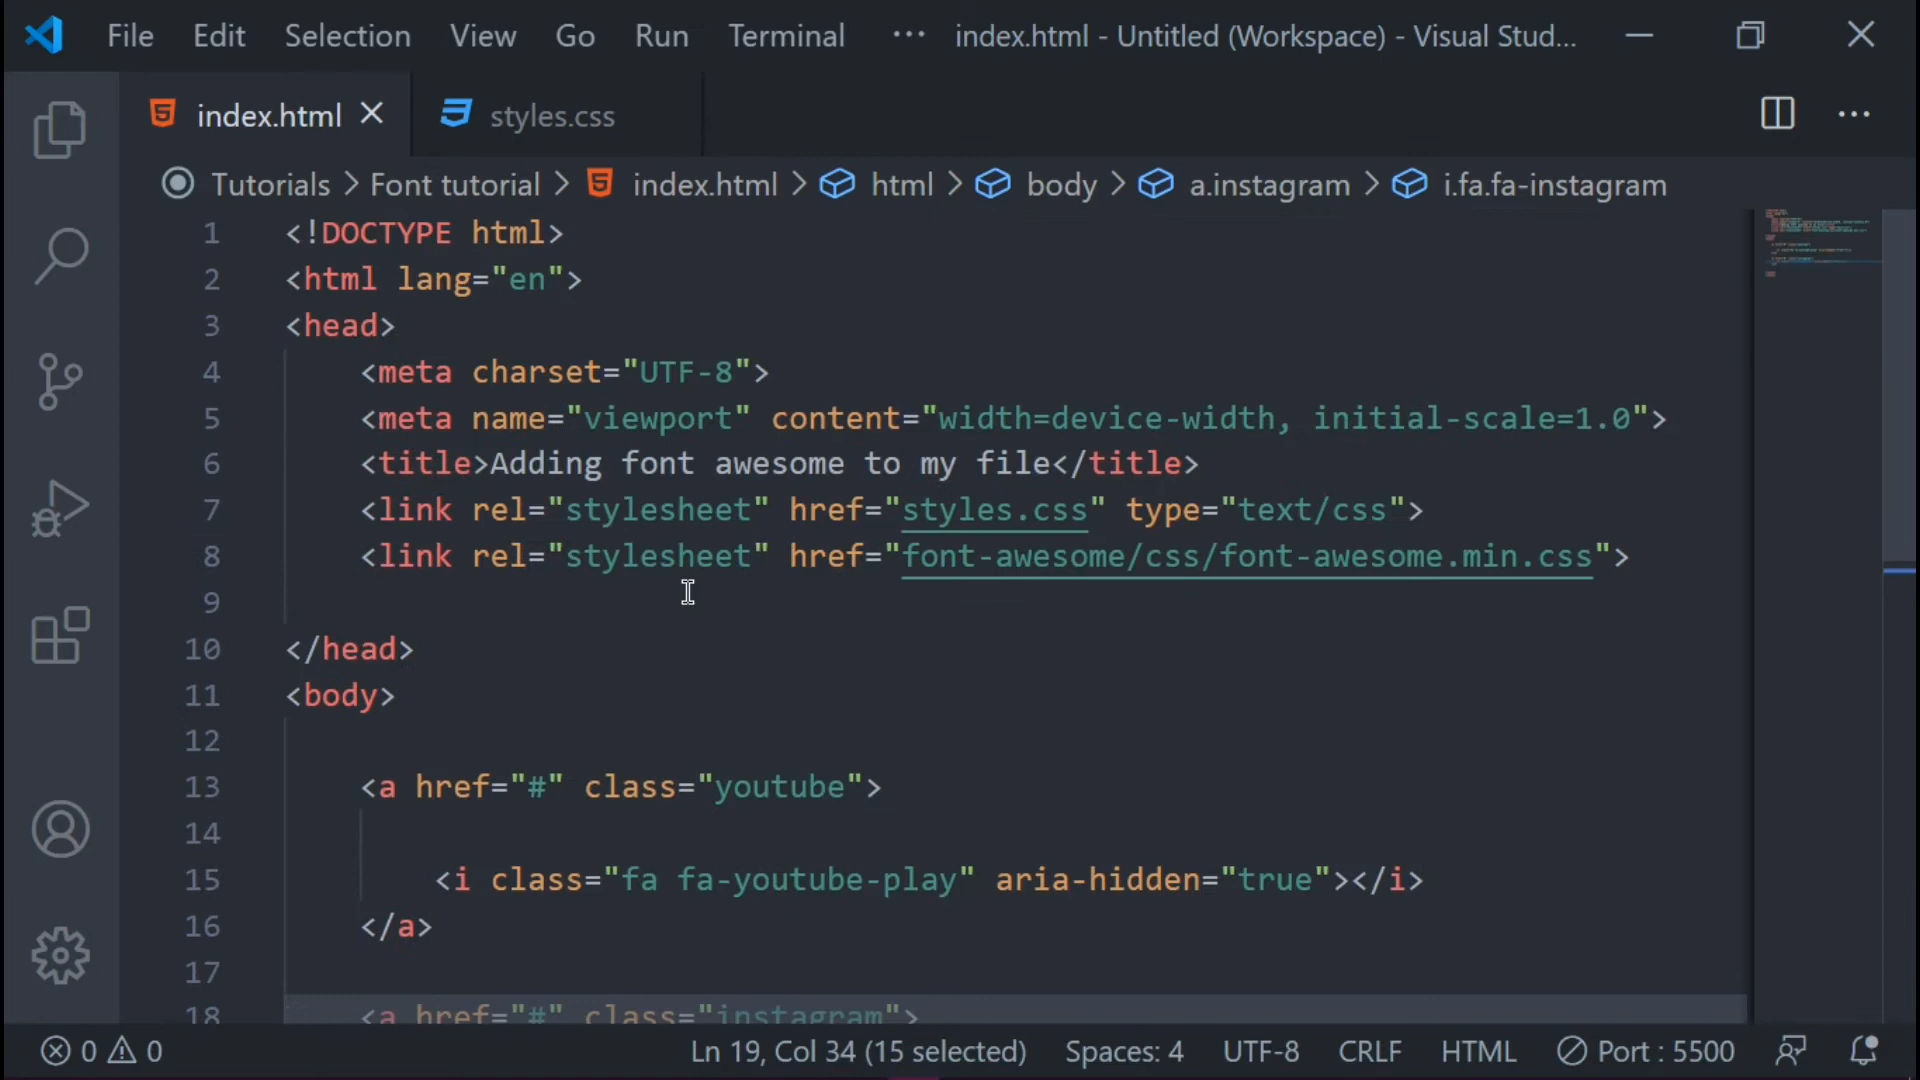 File Edit Selection View Go Run Terminal ··· index.html - Untitled (Workspace) - Visual Stud...
index.html styles.css ···
Tutorials > Font tutorial > index.html > html > body > a.instagram > i.fa.fa-instagram
1 <!DOCTYPE html>
2 <html lang="en">
3 <head>
4 <meta charset="UTF-8">
5 <meta name="viewport" content="width=device-width, initial-scale=1.0">
6 <title>Adding font awesome to my file</title>
7 <link rel="stylesheet" href="styles.css" type="text/css">
8 <link rel="stylesheet" href="font-awesome/css/font-awesome.min.css">
9
10 </head>
11 <body>
12
13 <a href="#" class="youtube">
14
15 <i class="fa fa-youtube-play" aria-hidden="true"></i>
16 </a>
17
18 <a href="#" class="instagram">
0 0 Ln 19, Col 34 (15 selected) Spaces: 4 UTF-8 CRLF HTML Port : 5500